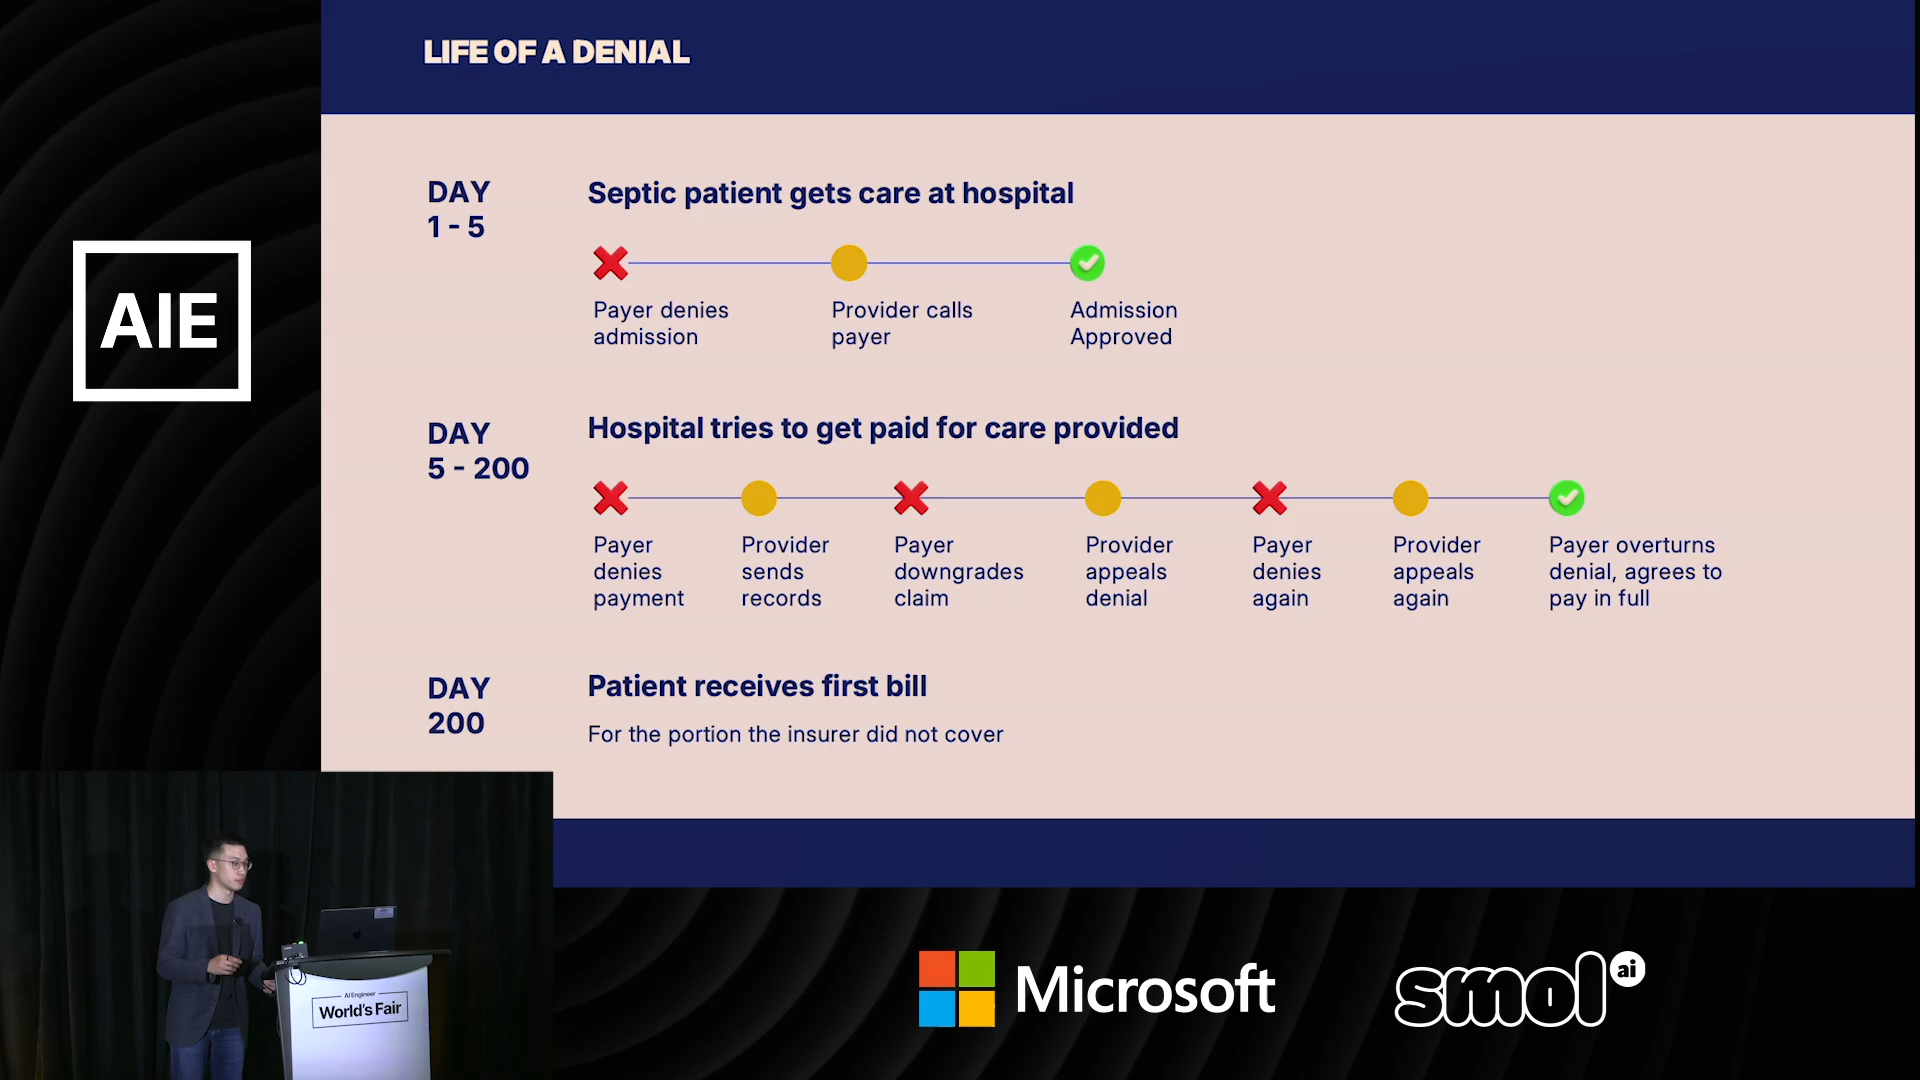 LIFE OF A DENIAL
AIE
DAY
1 - 5
Septic patient gets care at hospital
Payer denies
admission
Provider calls
payer
Admission
Approved
DAY
5 - 200
Hospital tries to get paid for care provided
Payer
denies
payment
Provider
sends
records
Payer
downgrades
claim
Provider
appeals
denial
Payer
denies
again
Provider
appeals
again
Payer overturns
denial, agrees to
pay in full
DAY
200
Patient receives first bill
For the portion the insurer did not cover
AI Engineer
World's Fair
Microsoft
smol ai